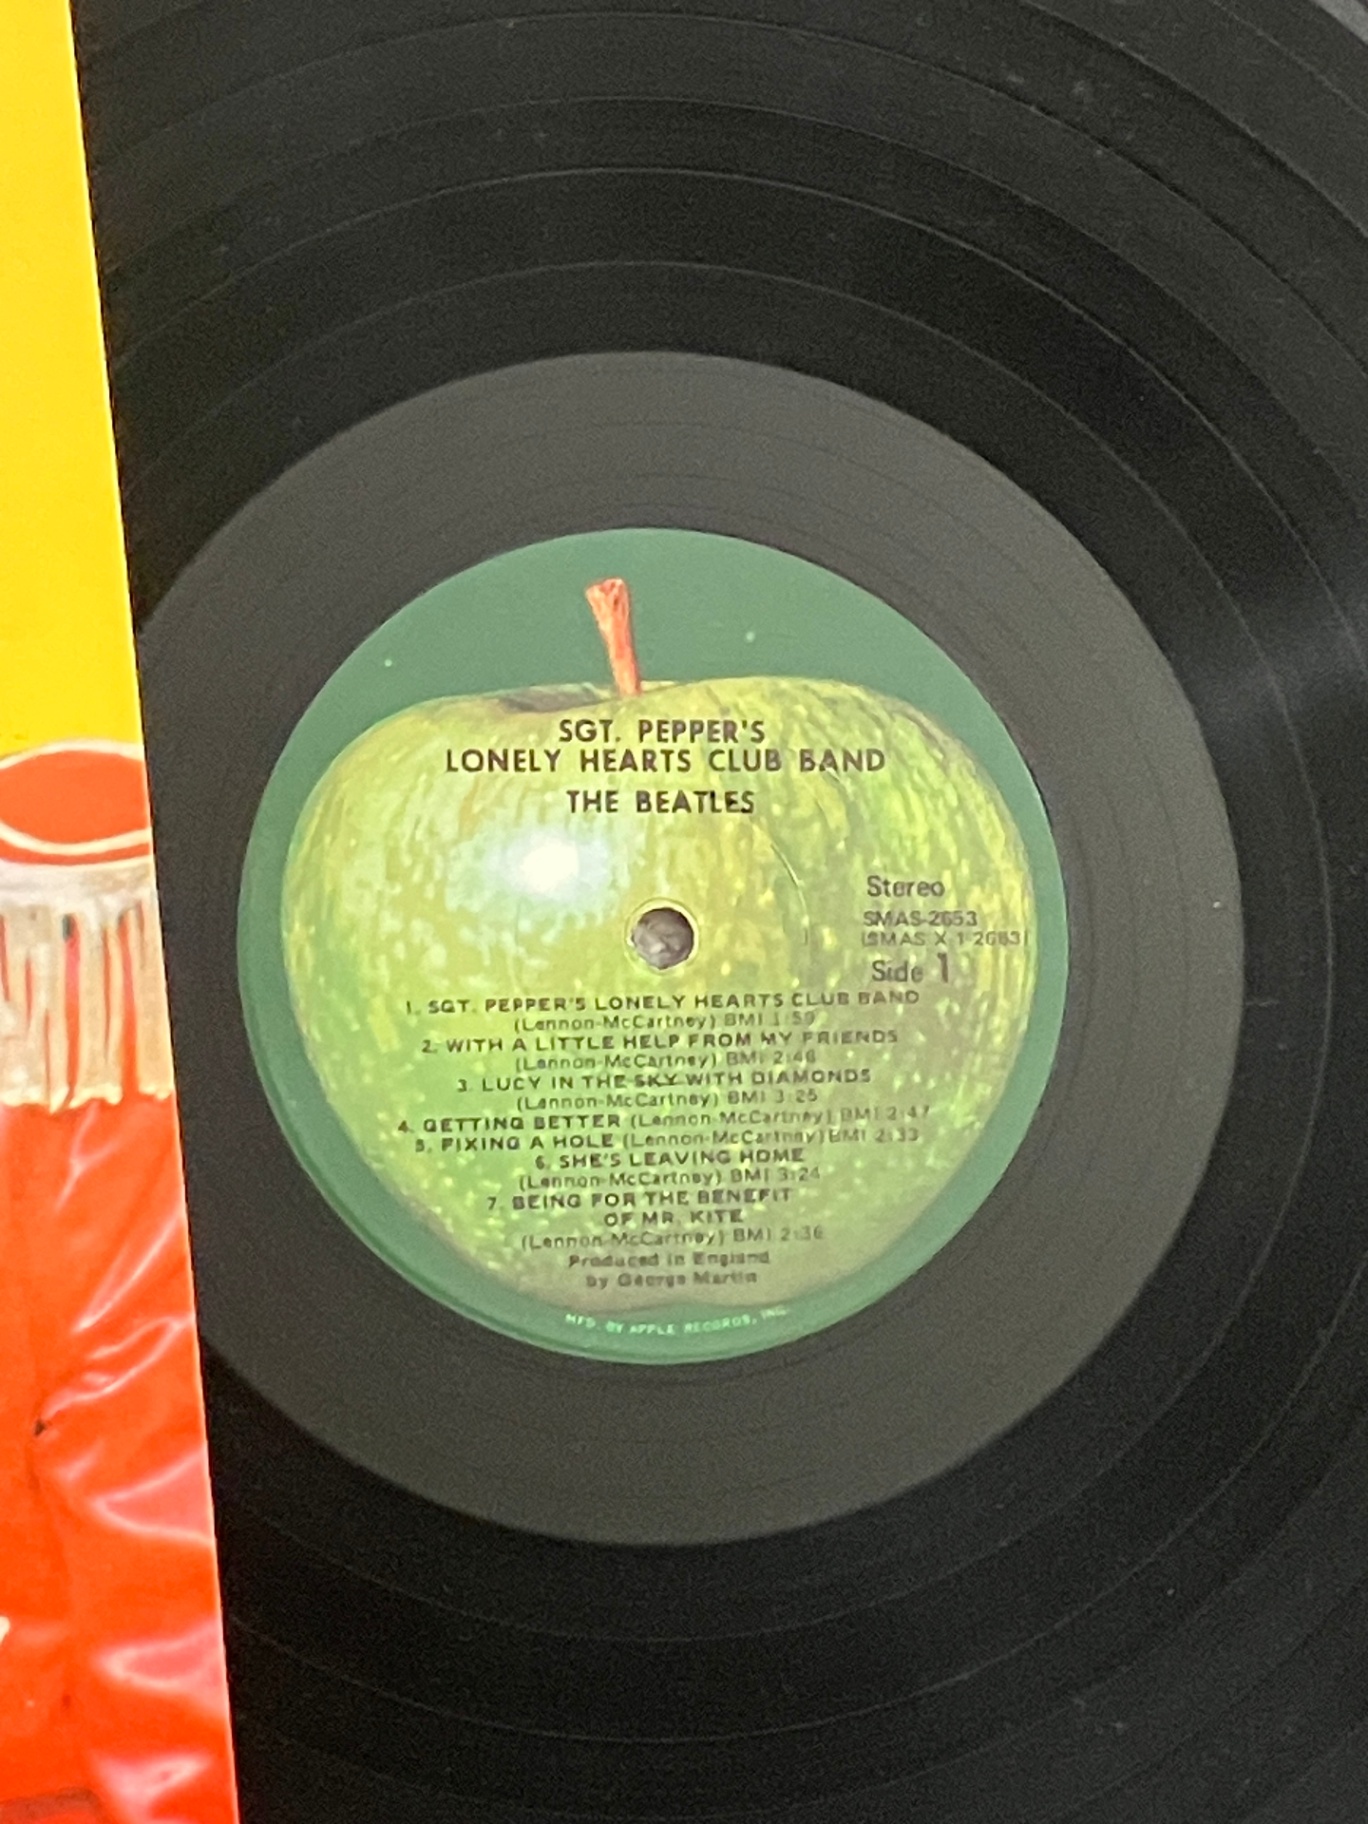 SGT. PEPPER'S
LONELY HEARTS CLUB BAND
THE BEATLES
Stereo
SMAS-2653
(SMAS X 1-2653)
Side 1
1. SGT. PEPPER'S LONELY HEARTS CLUB BAND
(Lennon-McCartney) BMI 1:59
2. WITH A LITTLE HELP FROM MY FRIENDS
(Lennon-McCartney) BMI 2:46
3. LUCY IN THE SKY WITH DIAMONDS
(Lennon-McCartney) BMI 3:25
4. GETTING BETTER (Lennon-McCartney) BMI 2:47
5. FIXING A HOLE (Lennon-McCartney) BMI 2:33
6. SHE'S LEAVING HOME
(Lennon-McCartney) BMI 3:24
7. BEING FOR THE BENEFIT
OF MR. KITE
(Lennon-McCartney) BMI 2:36
Produced in England
by George Martin
MFD. BY APPLE RECORDS, INC.